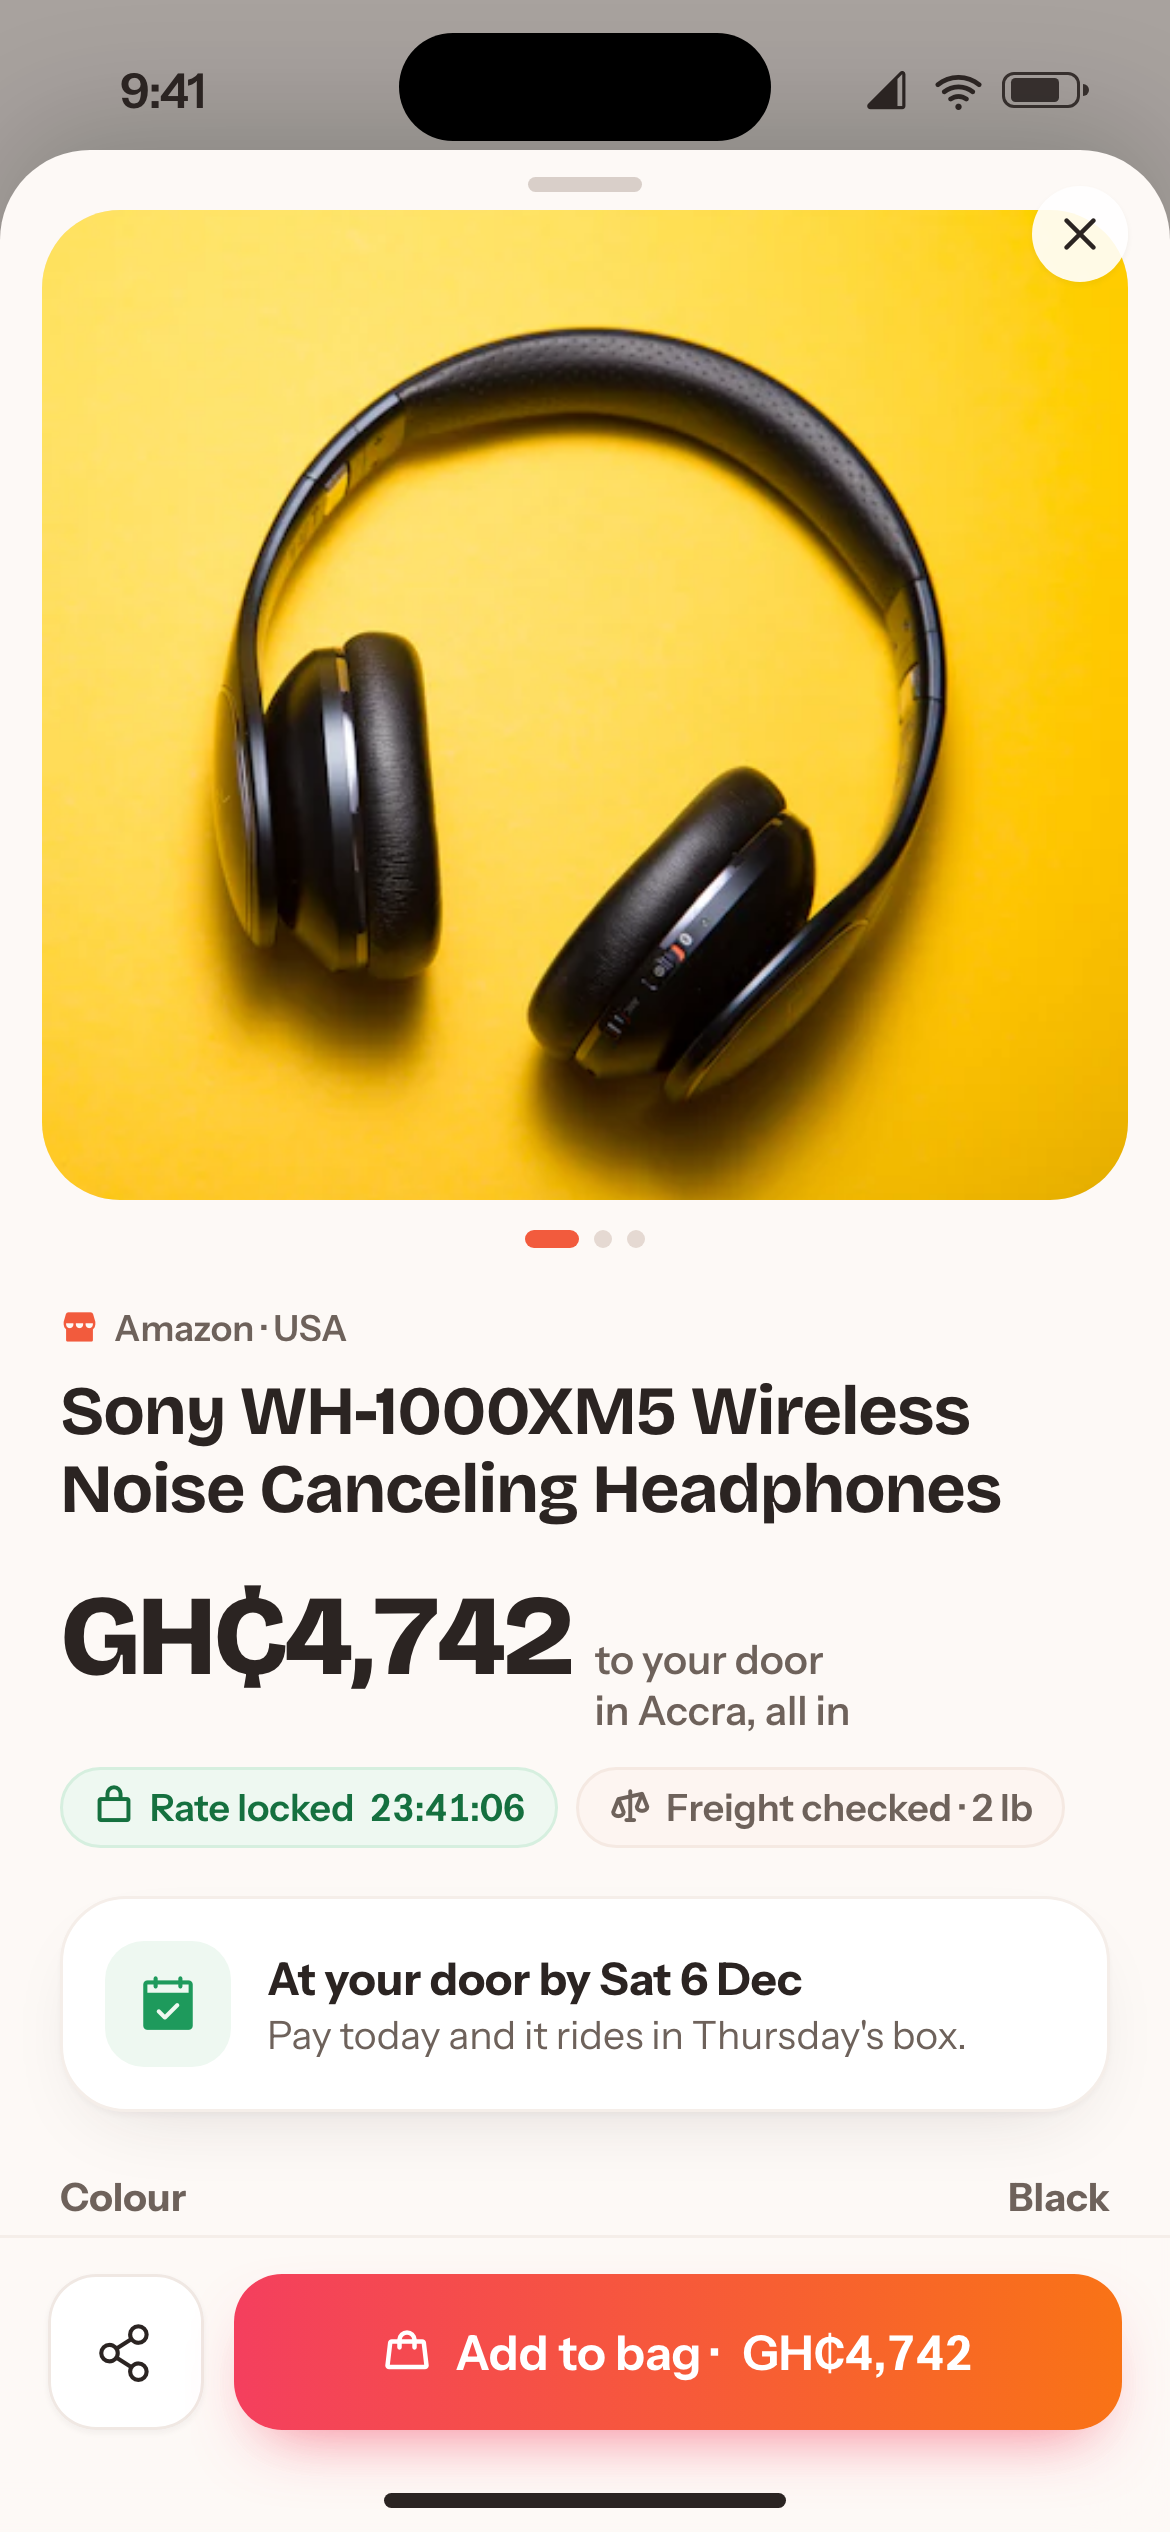 9:41
Amazon · USA
Sony WH-1000XM5 Wireless
Noise Canceling Headphones
GH₵4,742
to your door
in Accra, all in
Rate locked 23:41:06
Freight checked · 2 lb
At your door by Sat 6 Dec
Pay today and it rides in Thursday's box.
Colour
Black
Add to bag · GH₵4,742